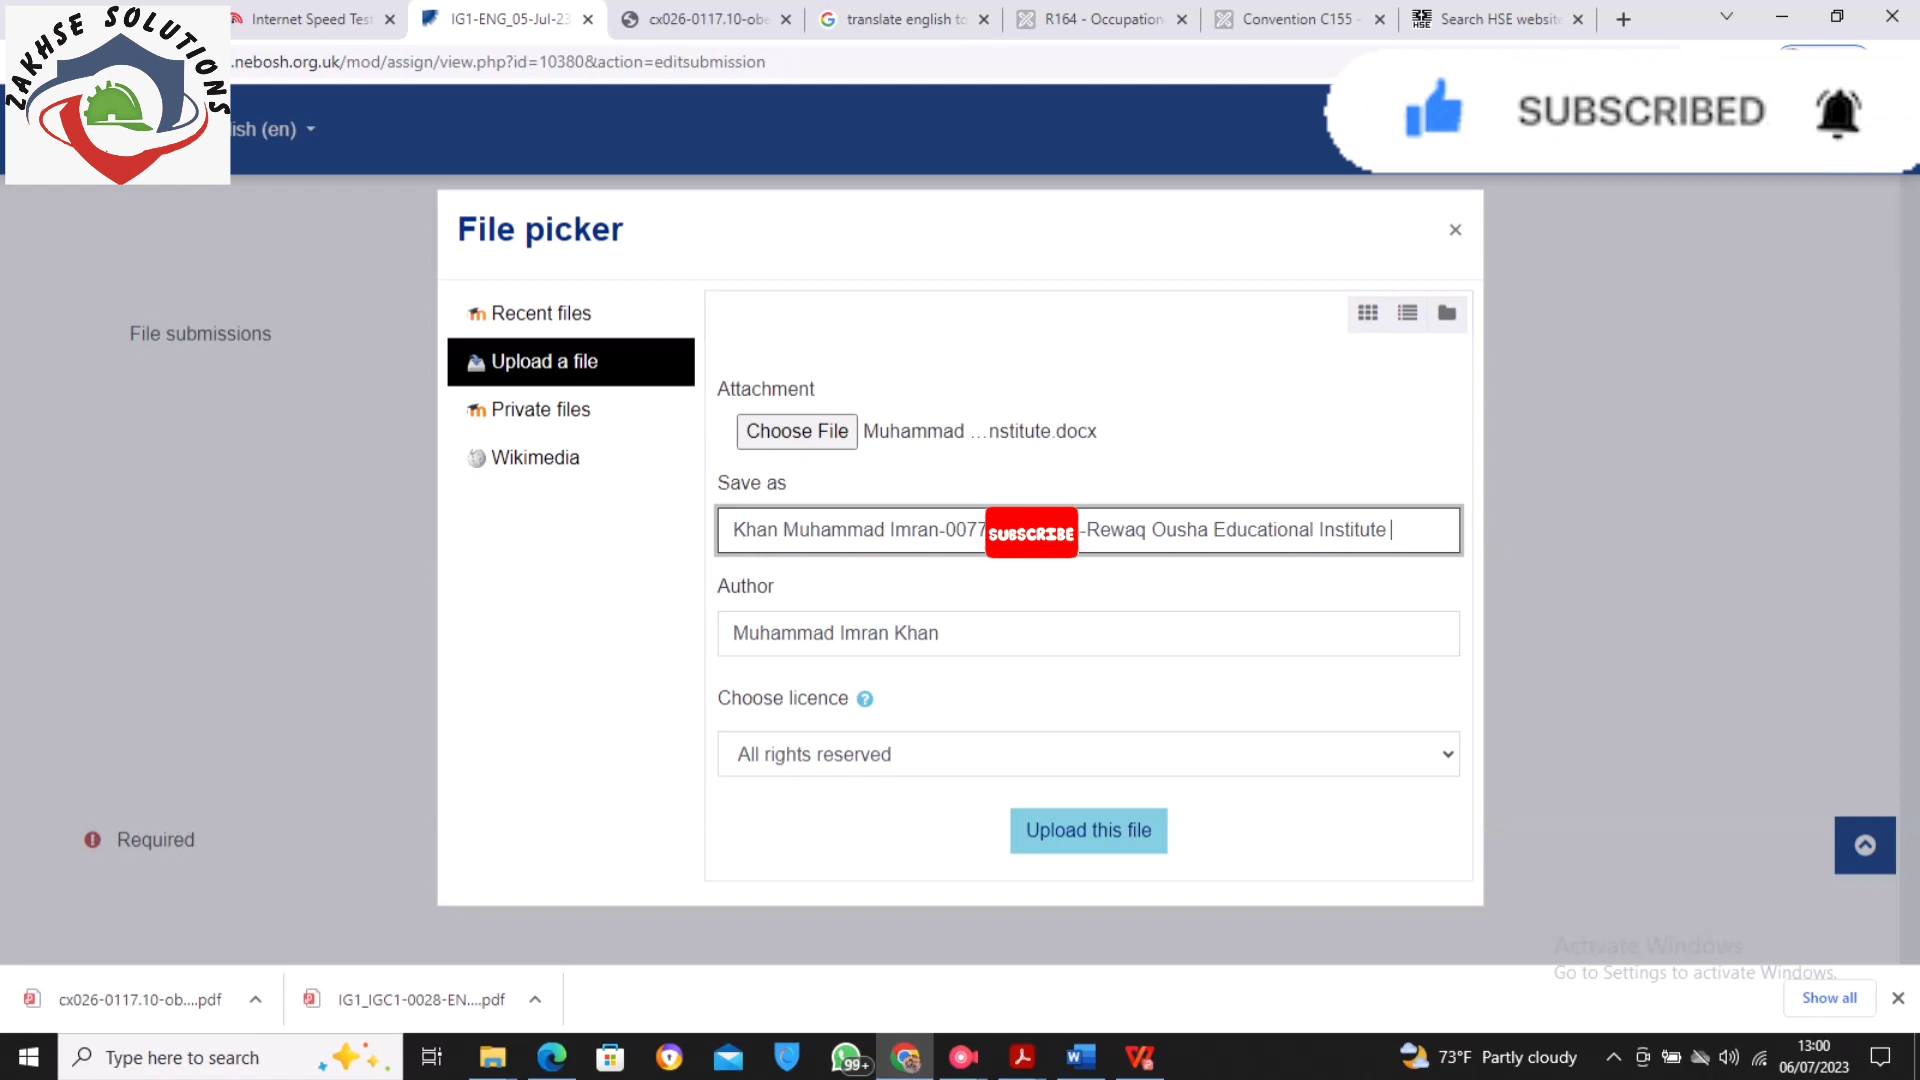 ZAKHSE SOLUTIONS
Internet Speed Test
IG1-ENG_05-Jul-23
cx026-0117.10-obe
translate english to
R164 - Occupation
Convention C155 -
Search HSE website
.nebosh.org.uk/mod/assign/view.php?id=10380&action=editsubmission
ish (en)
SUBSCRIBED
File picker
Recent files
Upload a file
Private files
Wikimedia
File submissions
Attachment
Choose File Muhammad ...nstitute.docx
Save as
Khan Muhammad Imran-0077 SUBSCRIBE -Rewaq Ousha Educational Institute
Author
Muhammad Imran Khan
Choose licence
All rights reserved
Upload this file
Required
Activate Windows
Go to Settings to activate Windows.
cx026-0117.10-ob....pdf
IG1_IGC1-0028-EN....pdf
Show all
Type here to search
99+
73°F Partly cloudy
13:00
06/07/2023